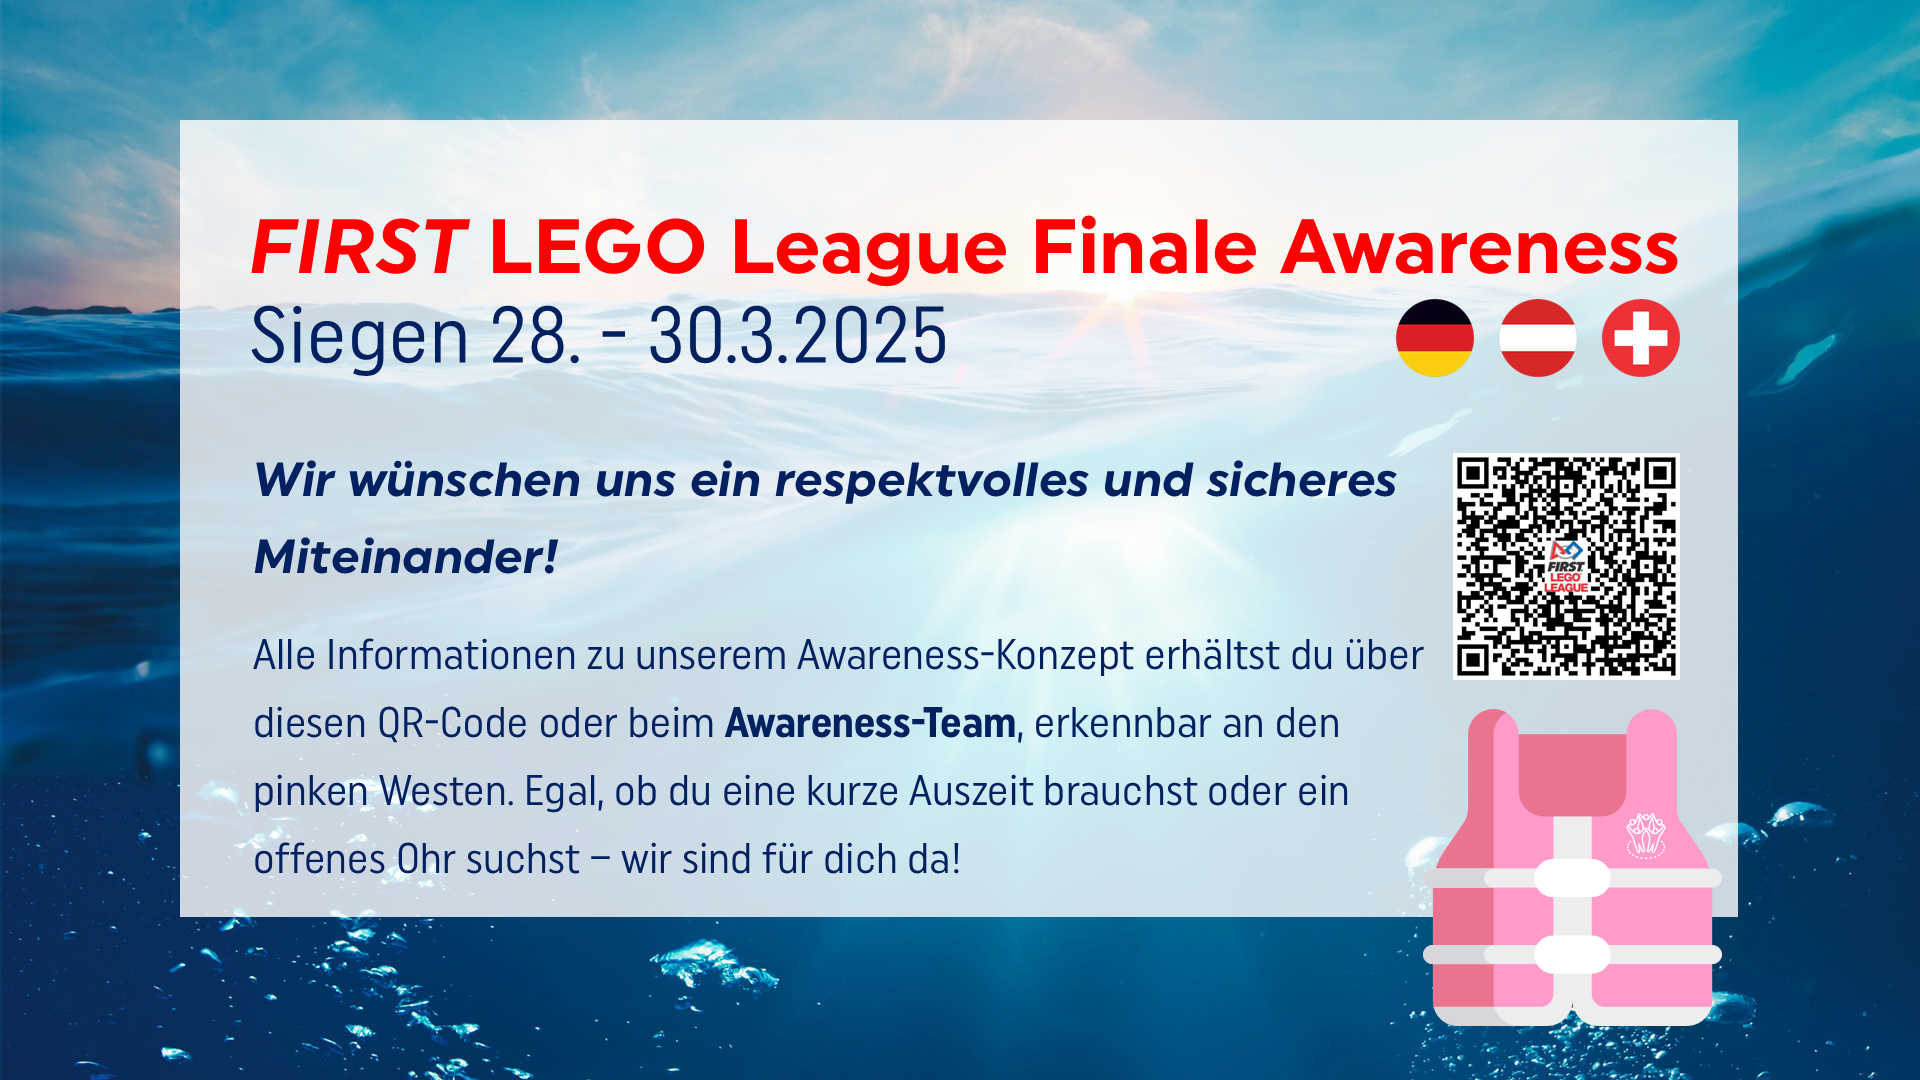 FIRST LEGO League Finale Awareness
Siegen 28. - 30.3.2025
Wir wünschen uns ein respektvolles und sicheres
Miteinander!
FIRST
LEGO
LEAGUE
Alle Informationen zu unserem Awareness-Konzept erhältst du über
diesen QR-Code oder beim Awareness-Team, erkennbar an den
pinken Westen. Egal, ob du eine kurze Auszeit brauchst oder ein
offenes Ohr suchst – wir sind für dich da!